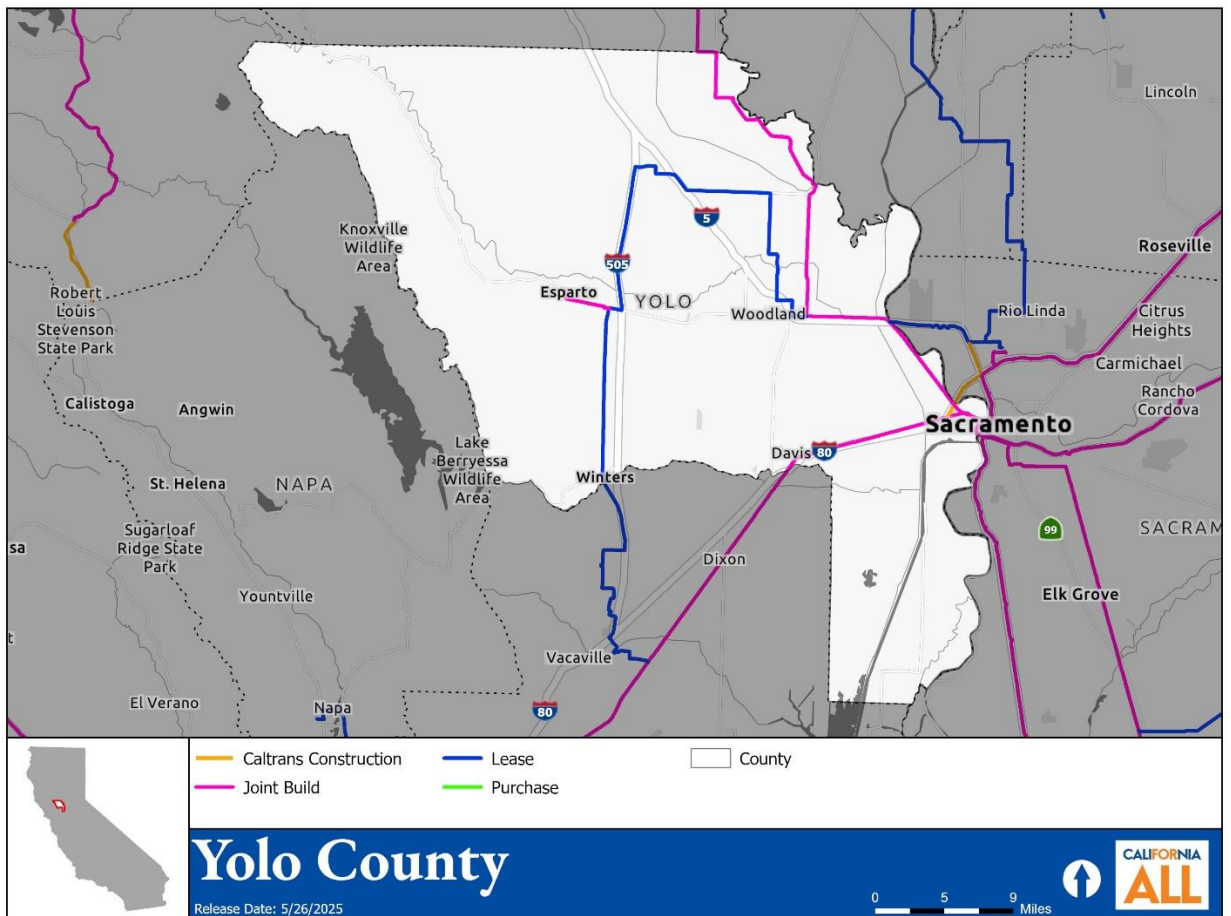 Lincoln
Knoxville
Wildlife
Area
5
Roseville
505
Esparto
YOLO
Robert
Louis
Stevenson
State Park
Woodland
Rio Linda
Citrus
Heights
Carmichael
Rancho
Cordova
Calistoga
Angwin
Sacramento
Lake
Berryessa
Wildlife
Area
Davis
80
Winters
St. Helena
NAPA
99
SACRAM
Sugarloaf
Ridge State
Park
sa
Dixon
Elk Grove
Yountville
t
Vacaville
El Verano
Napa
80
Caltrans Construction
Lease
County
Joint Build
Purchase
Yolo County
Release Date: 5/26/2025
0 5 9
Miles
CALIFORNIA
ALL